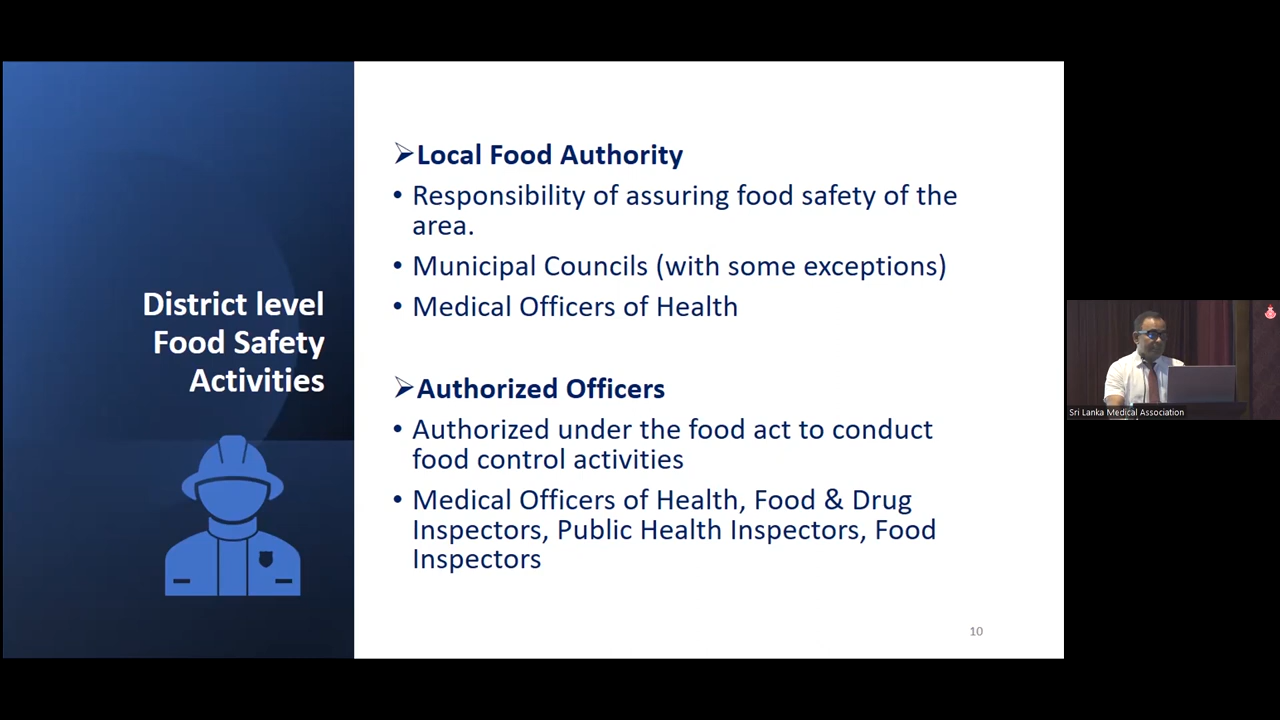 District level
Food Safety
Activities
➢Local Food Authority
• Responsibility of assuring food safety of the
area.
• Municipal Councils (with some exceptions)
• Medical Officers of Health
➢Authorized Officers
• Authorized under the food act to conduct
food control activities
• Medical Officers of Health, Food & Drug
Inspectors, Public Health Inspectors, Food
Inspectors
10
Sri Lanka Medical Association